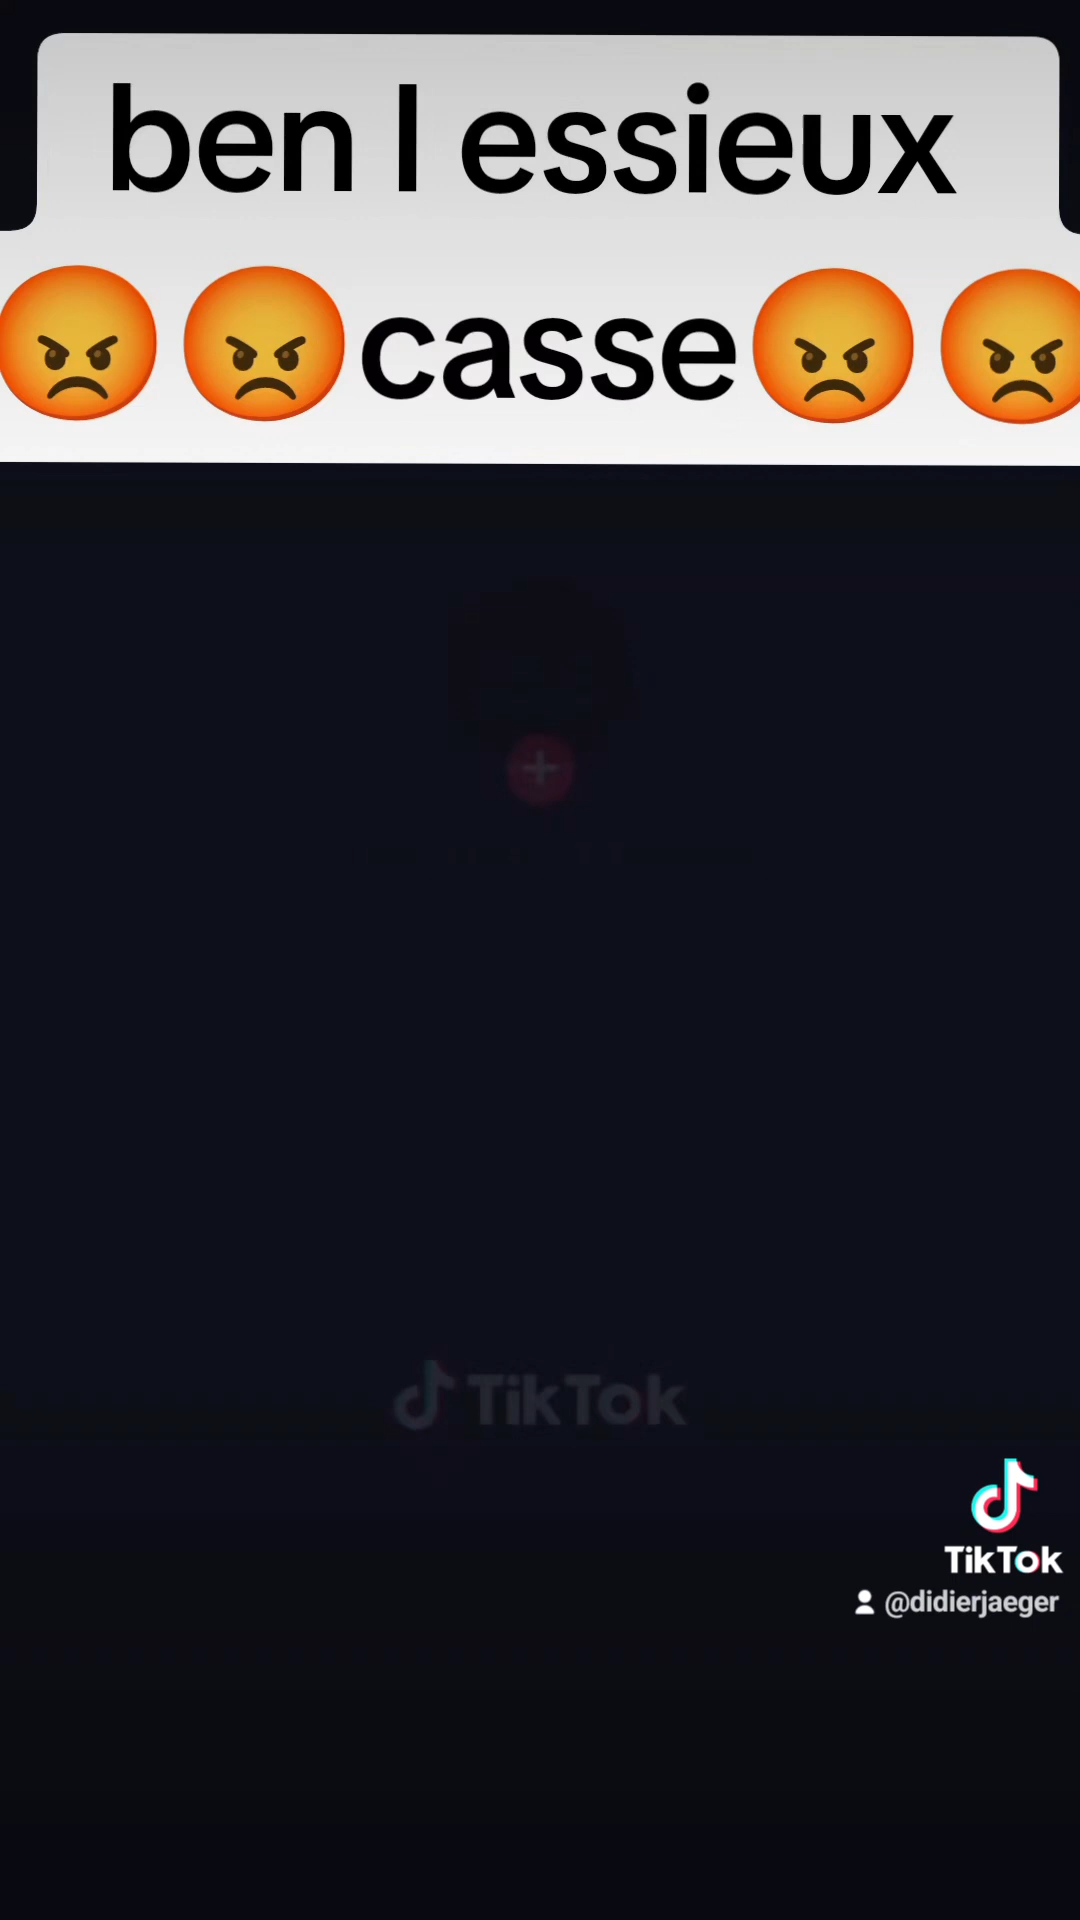 ben l essieux
😡😡casse😡😡
TikTok
TikTok
@didierjaeger